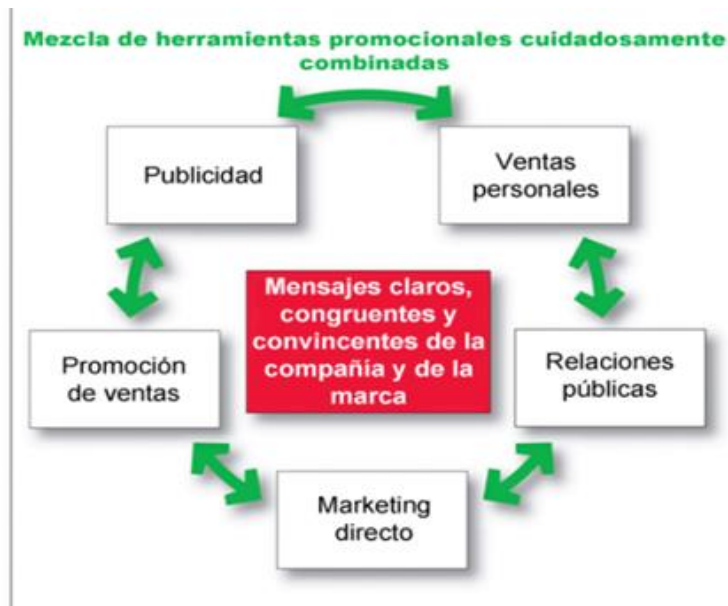 Mezcla de herramientas promocionales cuidadosamente
combinadas
Publicidad
Ventas
personales
Mensajes claros,
congruentes y
convincentes de la
compañía y de la
marca
Promoción
de ventas
Relaciones
públicas
Marketing
directo